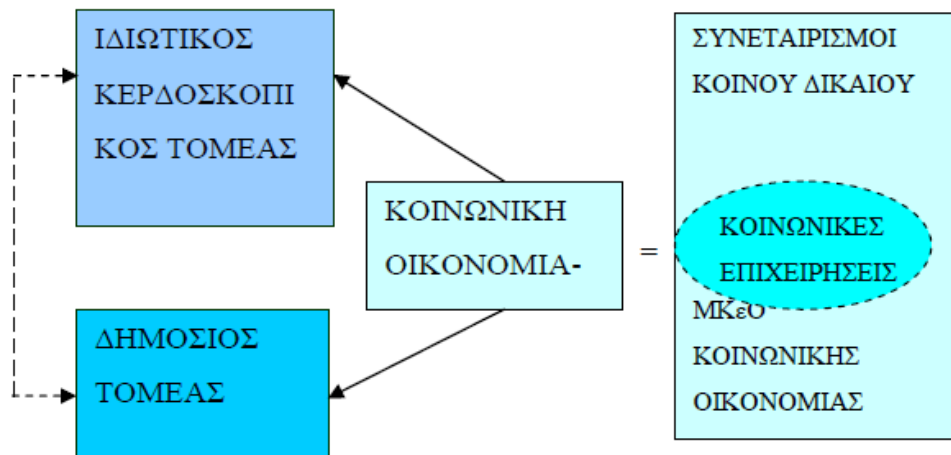 ΙΔΙΩΤΙΚΟΣ
ΚΕΡΔΟΣΚΟΠΙ
ΚΟΣ ΤΟΜΕΑΣ
ΔΗΜΟΣΙΟΣ
ΤΟΜΕΑΣ
ΚΟΙΝΩΝΙΚΗ
ΟΙΚΟΝΟΜΙΑ-
=
ΣΥΝΕΤΑΙΡΙΣΜΟΙ
ΚΟΙΝΟΥ ΔΙΚΑΙΟΥ
ΚΟΙΝΩΝΙΚΕΣ
ΕΠΙΧΕΙΡΗΣΕΙΣ
ΜΚεΟ
ΚΟΙΝΩΝΙΚΗΣ
ΟΙΚΟΝΟΜΙΑΣ